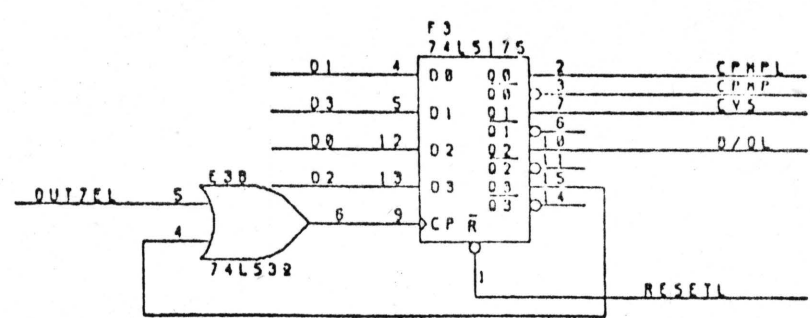 F3
74LS175
D1 4 D0 Q0 2 CPMPL
Q0 3 CPMP
D3 5 D1 Q1 7 CVS
Q1 6
D0 12 D2 Q2 10 D/QL
E3B Q2 11
D2 13 D3 Q3 15
OUT7EL 5 Q3 14
6 9 CP R
4
74LS32
1
RESETL